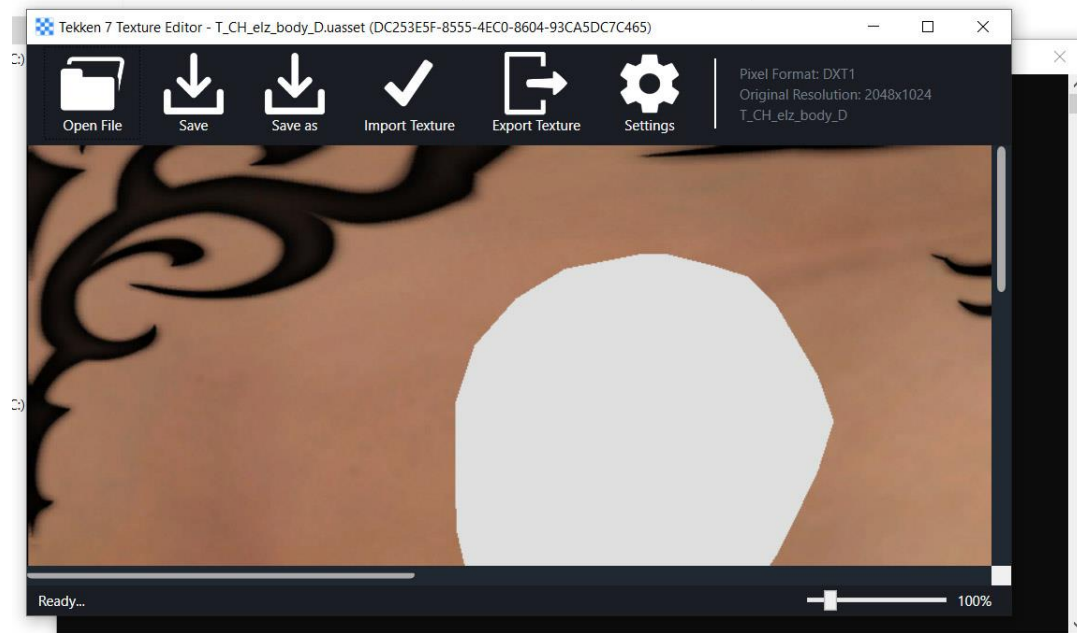 Tekken 7 Texture Editor - T_CH_elz_body_D.uasset (DC253E5F-8555-4EC0-8604-93CA5DC7C465)
C:)
Open File
Save
Save as
Import Texture
Export Texture
Settings
Pixel Format: DXT1
Original Resolution: 2048x1024
T_CH_elz_body_D
C:)
Ready...
100%